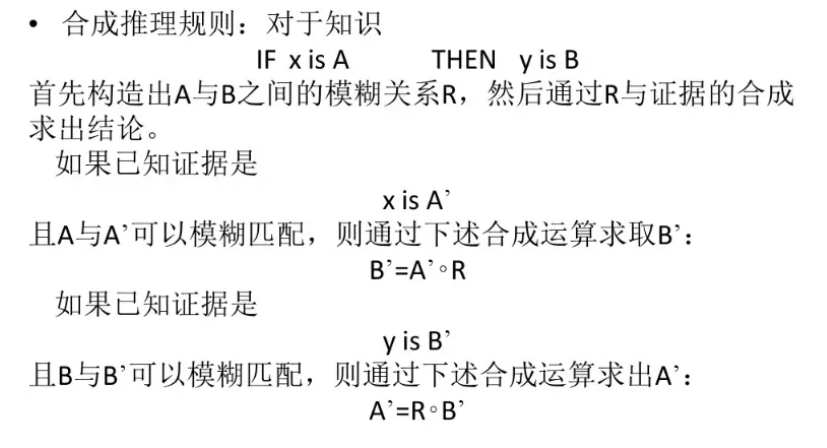 • 合成推理规则：对于知识
IF x is A THEN y is B
首先构造出A与B之间的模糊关系R，然后通过R与证据的合成
求出结论。
如果已知证据是
x is A’
且A与A’可以模糊匹配，则通过下述合成运算求取B’：
B’=A’∘R
如果已知证据是
y is B’
且B与B’可以模糊匹配，则通过下述合成运算求出A’：
A’=R∘B’